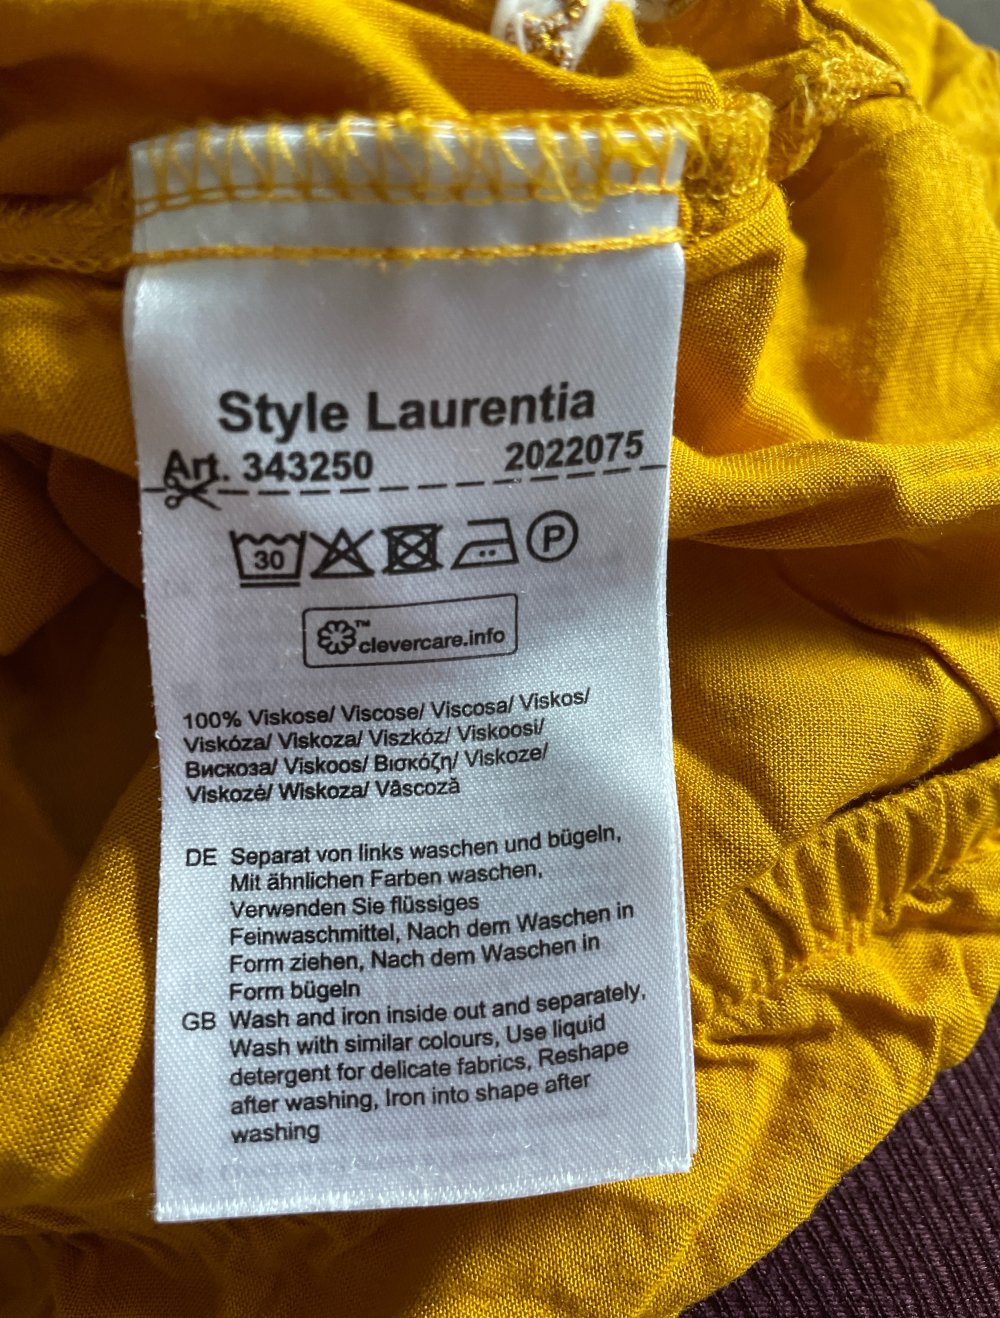 Style Laurentia
Art. 343250 2022075
30 P
™
clevercare.info
100% Viskose/ Viscose/ Viscosa/ Viskos/
Viskóza/ Viskoza/ Viszkóz/ Viskoosi/
Вискоза/ Viskoos/ Βισκόζη/ Viskoze/
Viskozė/ Wiskoza/ Vâscoză
DE Separat von links waschen und bügeln,
Mit ähnlichen Farben waschen,
Verwenden Sie flüssiges
Feinwaschmittel, Nach dem Waschen in
Form ziehen, Nach dem Waschen in
Form bügeln
GB Wash and iron inside out and separately,
Wash with similar colours, Use liquid
detergent for delicate fabrics, Reshape
after washing, Iron into shape after
washing